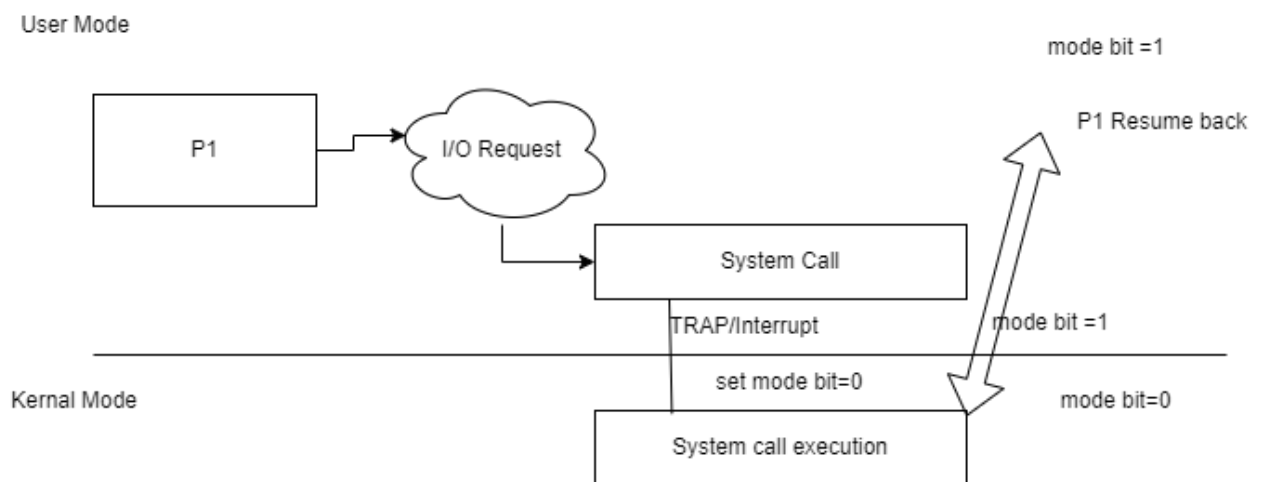 User Mode
mode bit =1
P1
I/O Request
P1 Resume back
System Call
TRAP/Interrupt
mode bit =1
set mode bit=0
Kernal Mode
mode bit=0
System call execution